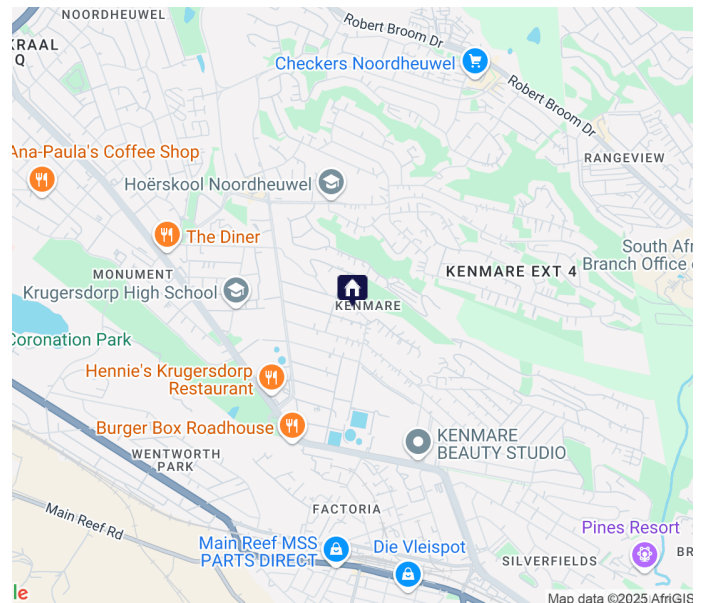 NOORDHEUWEL
Robert Broom Dr
KRAAL
Q
Checkers Noordheuwel
Robert Broom Dr
Ana-Paula's Coffee Shop
RANGEVIEW
Hoërskool Noordheuwel
The Diner
South Afr
Branch Office o
KENMARE EXT 4
MONUMENT
Krugersdorp High School
KENMARE
Coronation Park
Hennie's Krugersdorp
Restaurant
Burger Box Roadhouse
KENMARE
BEAUTY STUDIO
WENTWORTH
PARK
FACTORIA
Main Reef Rd
Main Reef MSS
PARTS DIRECT
Die Vleispot
Pines Resort
BR
SILVERFIELDS
le
Map data ©2025 AfriGIS